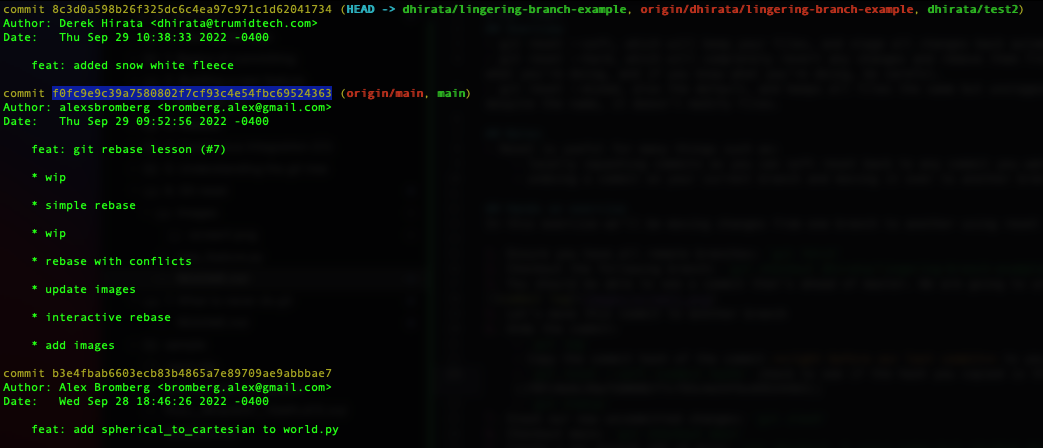 commit 8c3d0a598b26f325dc6c4ea97c971c1d62041734 (HEAD -> dhirata/lingering-branch-example, origin/dhirata/lingering-branch-example, dhirata/test2)
Author: Derek Hirata <dhirata@trumidtech.com>
Date:   Thu Sep 29 10:38:33 2022 -0400
feat: added snow white fleece
commit f0fc9e9c39a7580802f7cf93c4e54fbc69524363 (origin/main, main)
Author: alexsbromberg <bromberg.alex@gmail.com>
Date:   Thu Sep 29 09:52:56 2022 -0400
feat: git rebase lesson (#7)
* wip
* simple rebase
* wip
* rebase with conflicts
* update images
* interactive rebase
* add images
commit b3e4fbab6603ecb83b4865a7e89709ae9abbbae7
Author: Alex Bromberg <bromberg.alex@gmail.com>
Date:   Wed Sep 28 18:46:26 2022 -0400
feat: add spherical_to_cartesian to world.py